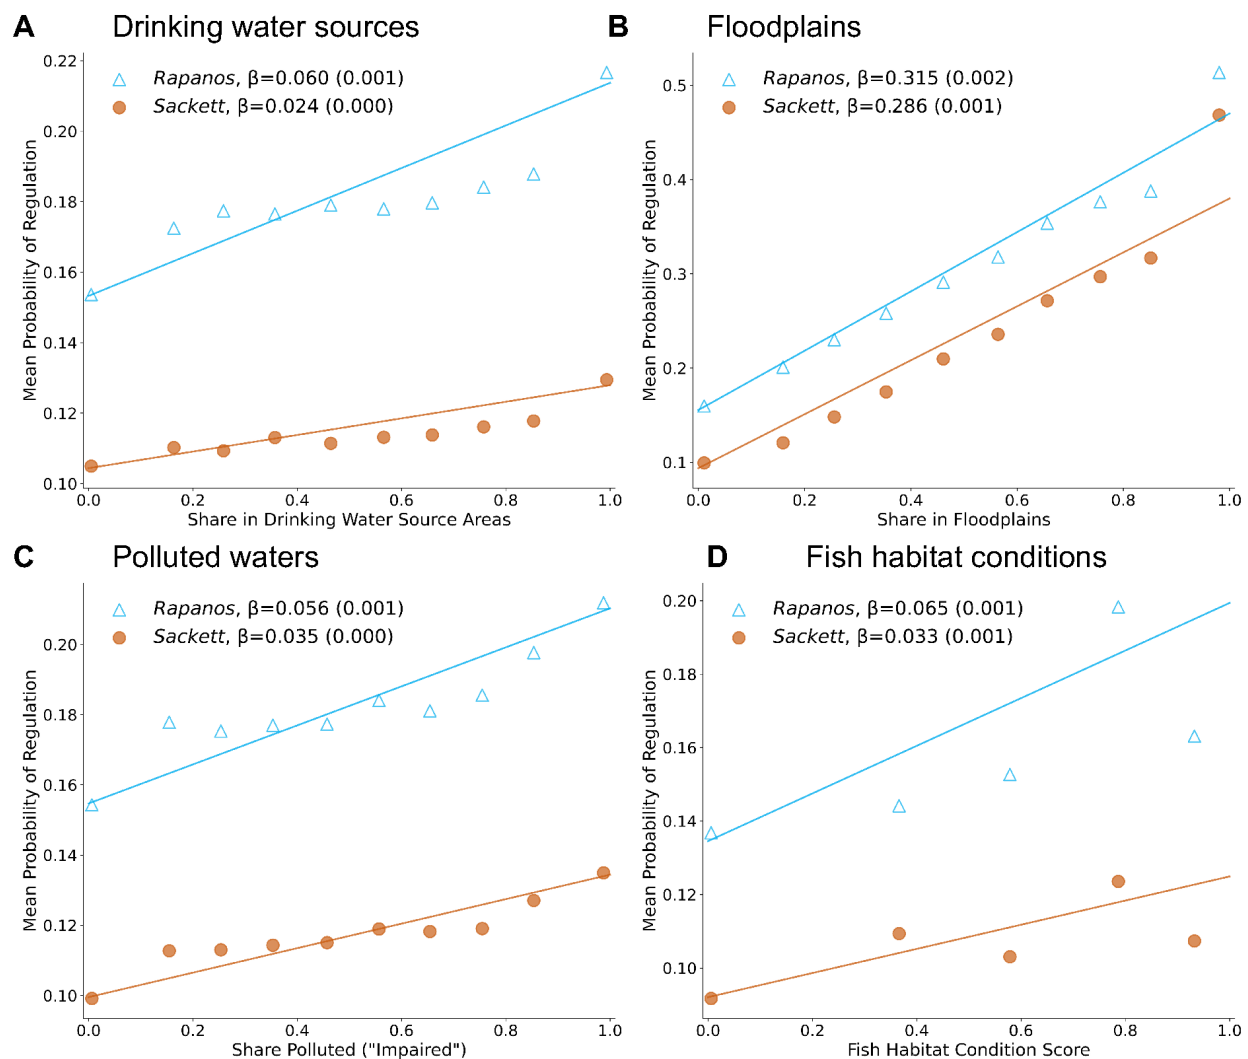 A Drinking water sources
Rapanos, β=0.060 (0.001)
Sackett, β=0.024 (0.000)
Mean Probability of Regulation
0.22
0.20
0.18
0.16
0.14
0.12
0.10
0.0 0.2 0.4 0.6 0.8 1.0
Share in Drinking Water Source Areas
B Floodplains
Rapanos, β=0.315 (0.002)
Sackett, β=0.286 (0.001)
Mean Probability of Regulation
0.5
0.4
0.3
0.2
0.1
0.0 0.2 0.4 0.6 0.8 1.0
Share in Floodplains
C Polluted waters
Rapanos, β=0.056 (0.001)
Sackett, β=0.035 (0.000)
Mean Probability of Regulation
0.20
0.18
0.16
0.14
0.12
0.10
0.0 0.2 0.4 0.6 0.8 1.0
Share Polluted ("Impaired")
D Fish habitat conditions
Rapanos, β=0.065 (0.001)
Sackett, β=0.033 (0.001)
Mean Probability of Regulation
0.20
0.18
0.16
0.14
0.12
0.10
0.0 0.2 0.4 0.6 0.8 1.0
Fish Habitat Condition Score